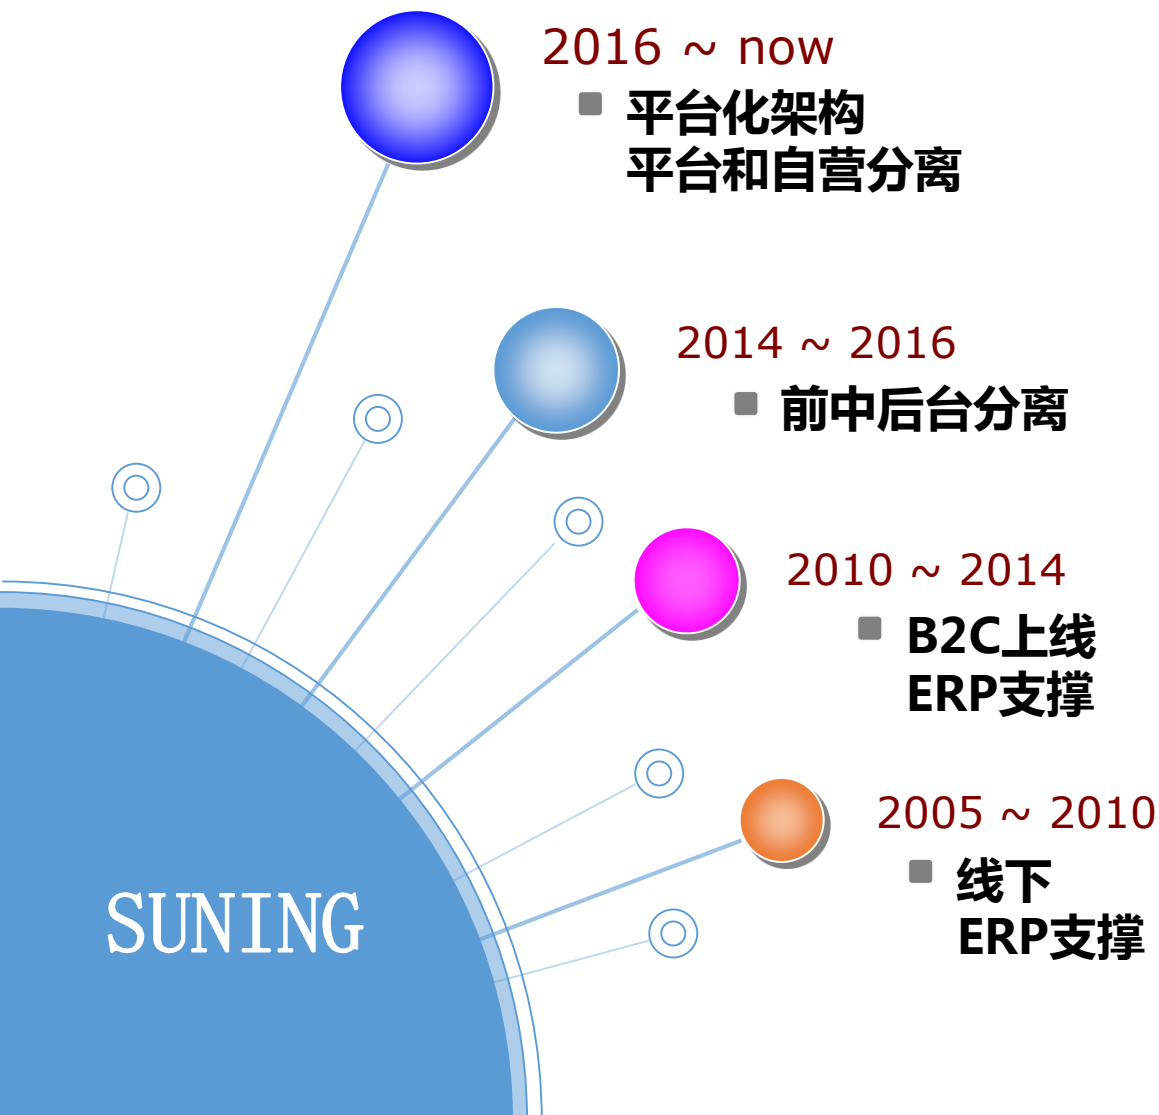 2016 ~ now
平台化架构
平台和自营分离
2014 ~ 2016
前中后台分离
2010 ~ 2014
B2C上线
ERP支撑
2005 ~ 2010
线下
ERP支撑
SUNING